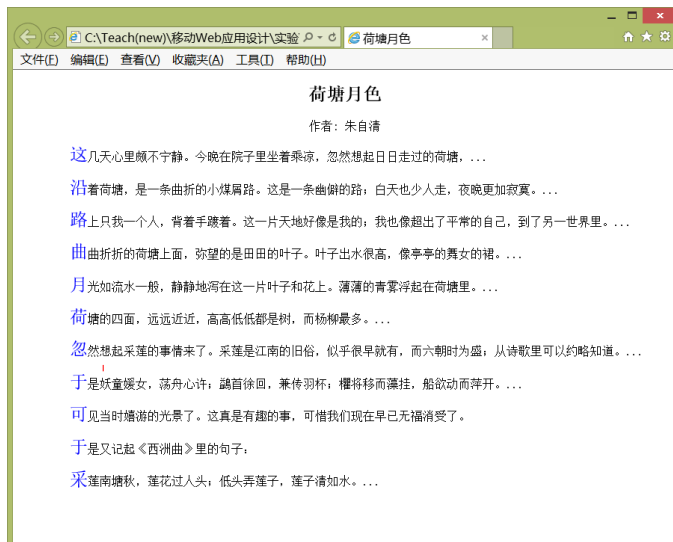 C:\Teach(new)\移动Web应用设计\实验
荷塘月色
文件(F) 编辑(E) 查看(V) 收藏夹(A) 工具(T) 帮助(H)
荷塘月色
作者：朱自清
这几天心里颇不宁静。今晚在院子里坐着乘凉，忽然想起日日走过的荷塘，...
沿着荷塘，是一条曲折的小煤屑路。这是一条幽僻的路；白天也少人走，夜晚更加寂寞。...
路上只我一个人，背着手踱着。这一片天地好像是我的；我也像超出了平常的自己，到了另一世界里。...
曲曲折折的荷塘上面，弥望的是田田的叶子。叶子出水很高，像亭亭的舞女的裙。...
月光如流水一般，静静地泻在这一片叶子和花上。薄薄的青雾浮起在荷塘里。...
荷塘的四面，远远近近，高高低低都是树，而杨柳最多。...
忽然想起采莲的事情来了。采莲是江南的旧俗，似乎很早就有，而六朝时为盛；从诗歌里可以约略知道。...
于是妖童媛女，荡舟心许；鷁首徐回，兼传羽杯；櫂将移而藻挂，船欲动而萍开。...
可见当时嬉游的光景了。这真是有趣的事，可惜我们现在早已无福消受了。
于是又记起《西洲曲》里的句子：
采莲南塘秋，莲花过人头；低头弄莲子，莲子清如水。...